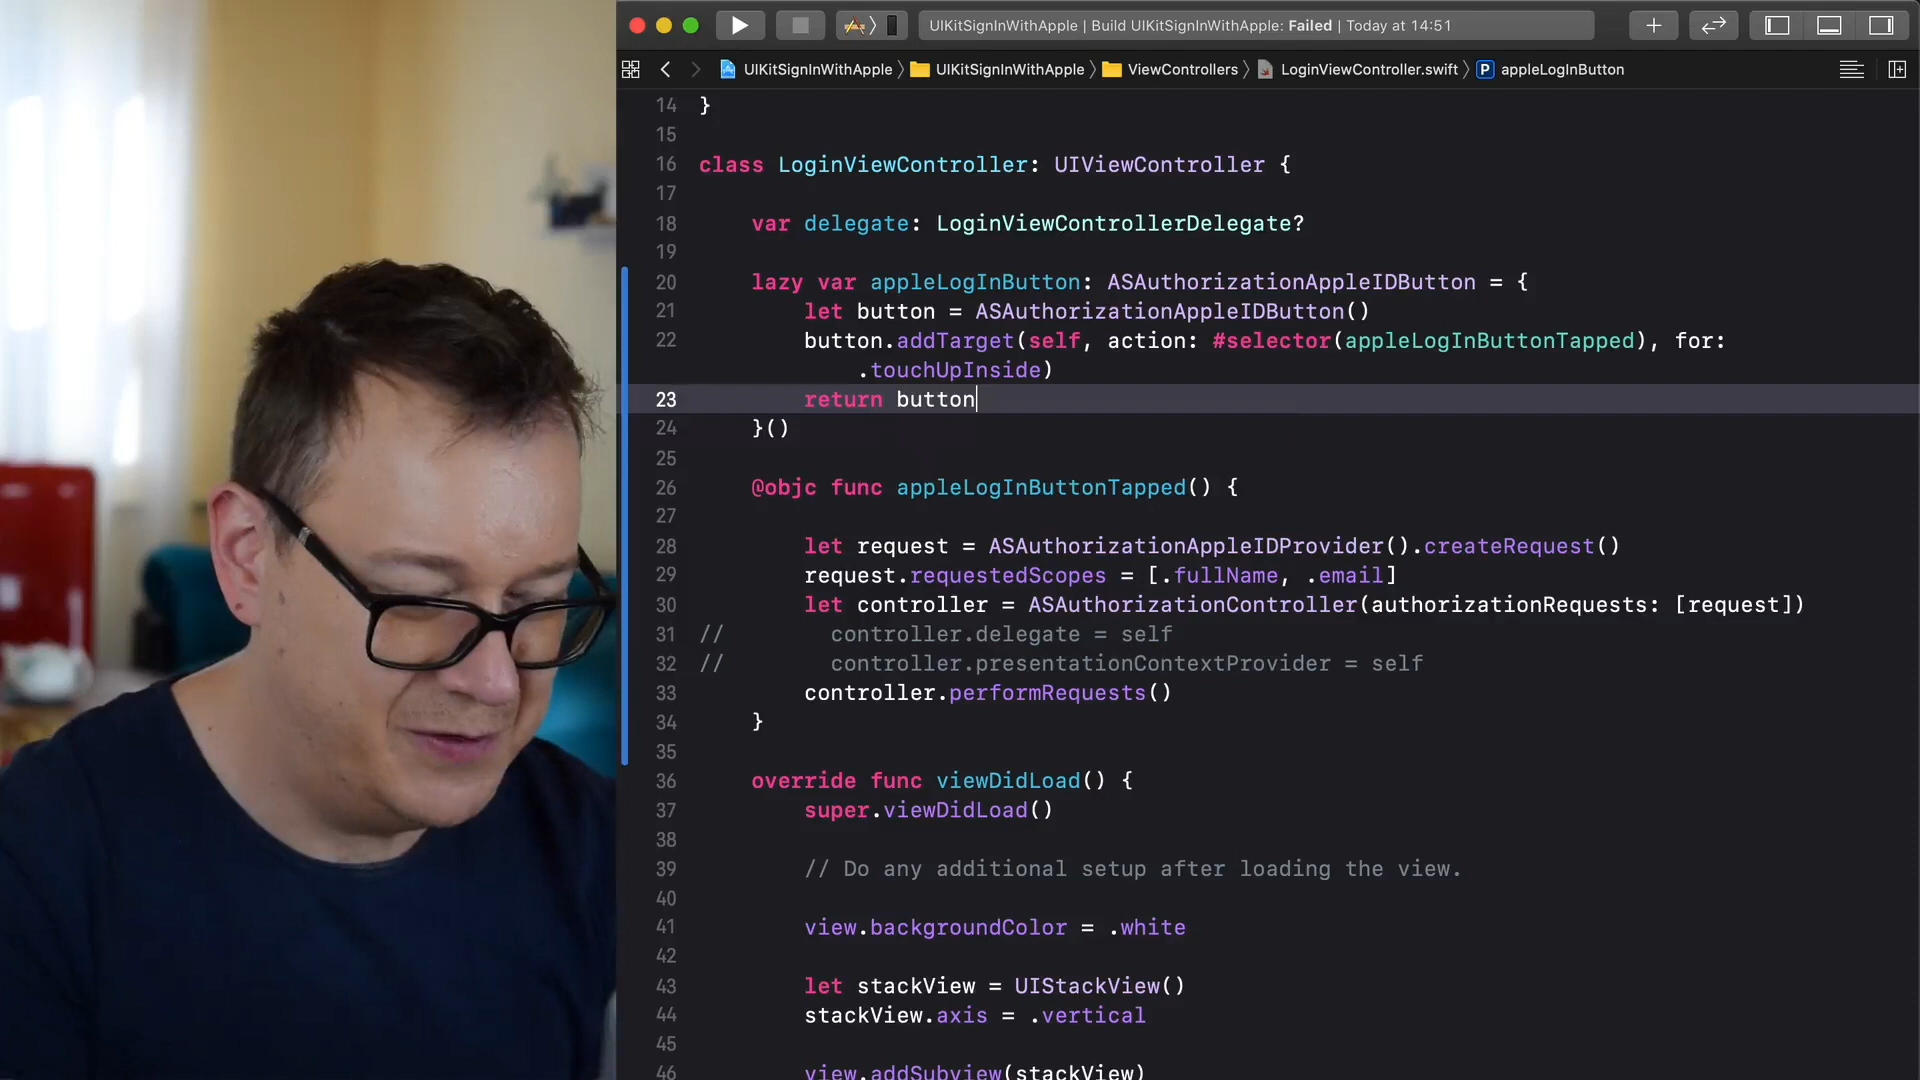 UIKitSignInWithApple | Build UIKitSignInWithApple: Failed | Today at 14:51
UIKitSignInWithApple UIKitSignInWithApple ViewControllers LoginViewController.swift P appleLogInButton
14 }
15
16 class LoginViewController: UIViewController {
17
18 var delegate: LoginViewControllerDelegate?
19
20 lazy var appleLogInButton: ASAuthorizationAppleIDButton = {
21 let button = ASAuthorizationAppleIDButton()
22 button.addTarget(self, action: #selector(appleLogInButtonTapped), for:
.touchUpInside)
23 return button
24 }()
25
26 @objc func appleLogInButtonTapped() {
27
28 let request = ASAuthorizationAppleIDProvider().createRequest()
29 request.requestedScopes = [.fullName, .email]
30 let controller = ASAuthorizationController(authorizationRequests: [request])
31 // controller.delegate = self
32 // controller.presentationContextProvider = self
33 controller.performRequests()
34 }
35
36 override func viewDidLoad() {
37 super.viewDidLoad()
38
39 // Do any additional setup after loading the view.
40
41 view.backgroundColor = .white
42
43 let stackView = UIStackView()
44 stackView.axis = .vertical
45
46 view.addSubview(stackView)